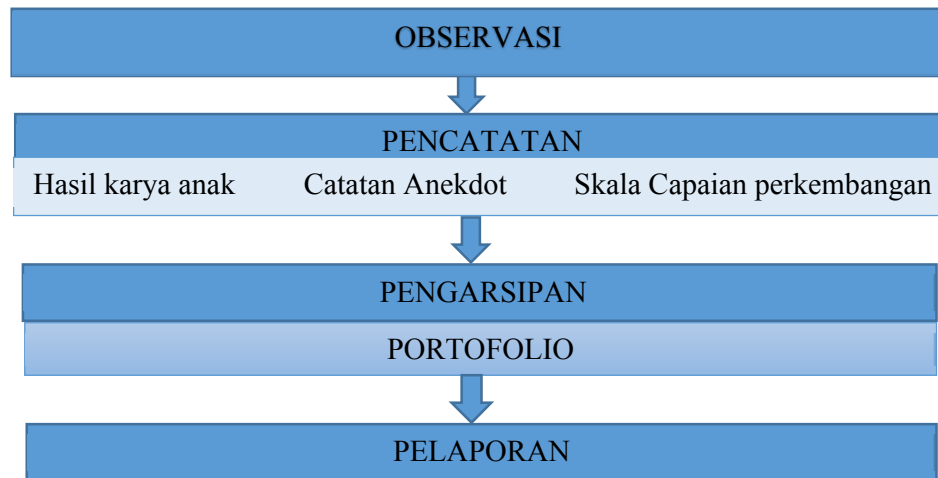 OBSERVASI
PENCATATAN
Hasil karya anak Catatan Anekdot Skala Capaian perkembangan
PENGARSIPAN
PORTOFOLIO
PELAPORAN